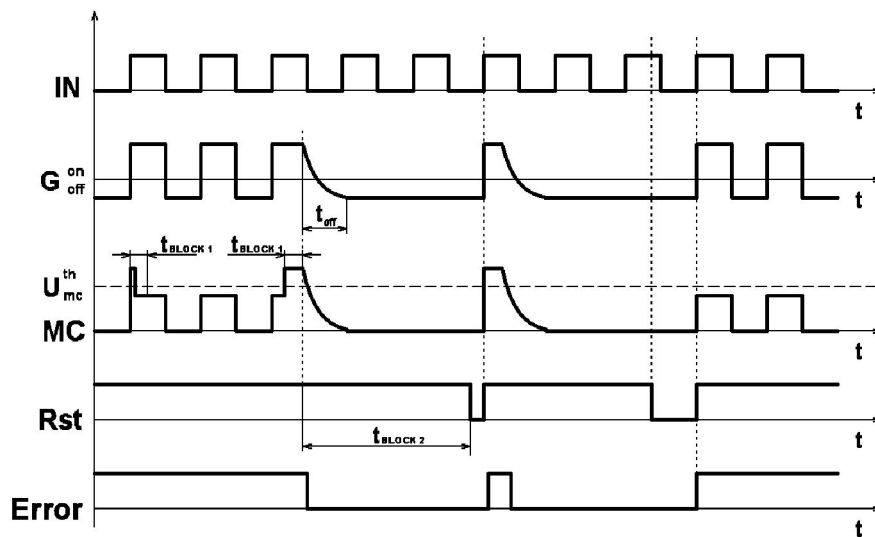 IN
t
G on off
t
t off
t BLOCK 1
t BLOCK 1
U th mc
MC
t
Rst
t
t BLOCK 2
Error
t